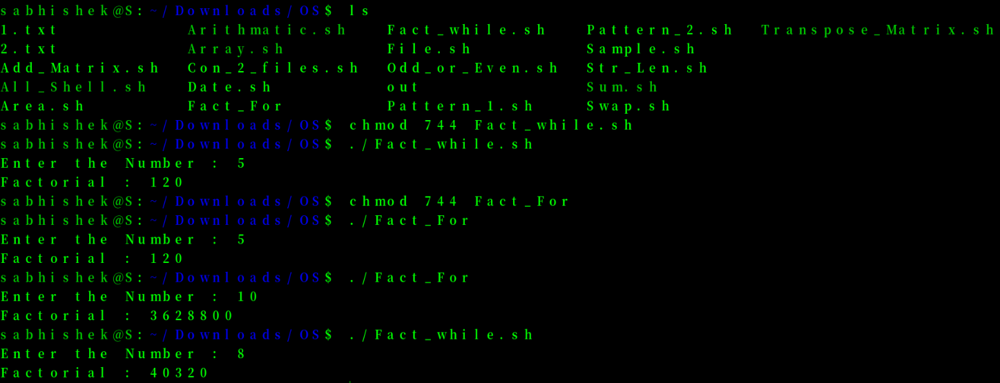 sabhishek@S:~/Downloads/OS$ ls
1.txt Arithmatic.sh Fact_while.sh Pattern_2.sh Transpose_Matrix.sh
2.txt Array.sh File.sh Sample.sh
Add_Matrix.sh Con_2_files.sh Odd_or_Even.sh Str_Len.sh
All_Shell.sh Date.sh out Sum.sh
Area.sh Fact_For Pattern_1.sh Swap.sh
sabhishek@S:~/Downloads/OS$ chmod 744 Fact_while.sh
sabhishek@S:~/Downloads/OS$ ./Fact_while.sh
Enter the Number : 5
Factorial : 120
sabhishek@S:~/Downloads/OS$ chmod 744 Fact_For
sabhishek@S:~/Downloads/OS$ ./Fact_For
Enter the Number : 5
Factorial : 120
sabhishek@S:~/Downloads/OS$ ./Fact_For
Enter the Number : 10
Factorial : 3628800
sabhishek@S:~/Downloads/OS$ ./Fact_while.sh
Enter the Number : 8
Factorial : 40320